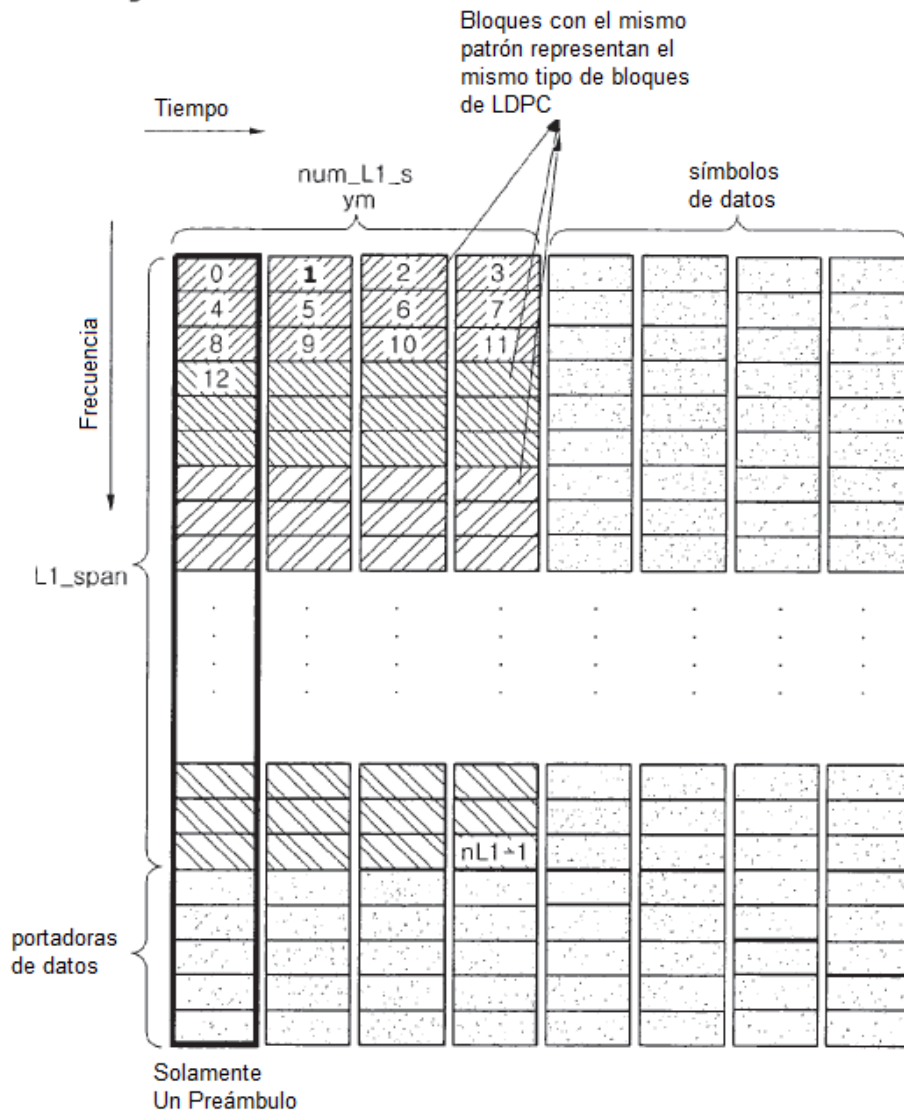 Bloques con el mismo
patrón representan el
mismo tipo de bloques
de LDPC
Tiempo
num_L1_s
ym
símbolos
de datos
Frecuencia
0 1 2 3
4 5 6 7
8 9 10 11
12
L1_span
nL1-1
portadoras
de datos
Solamente
Un Preámbulo